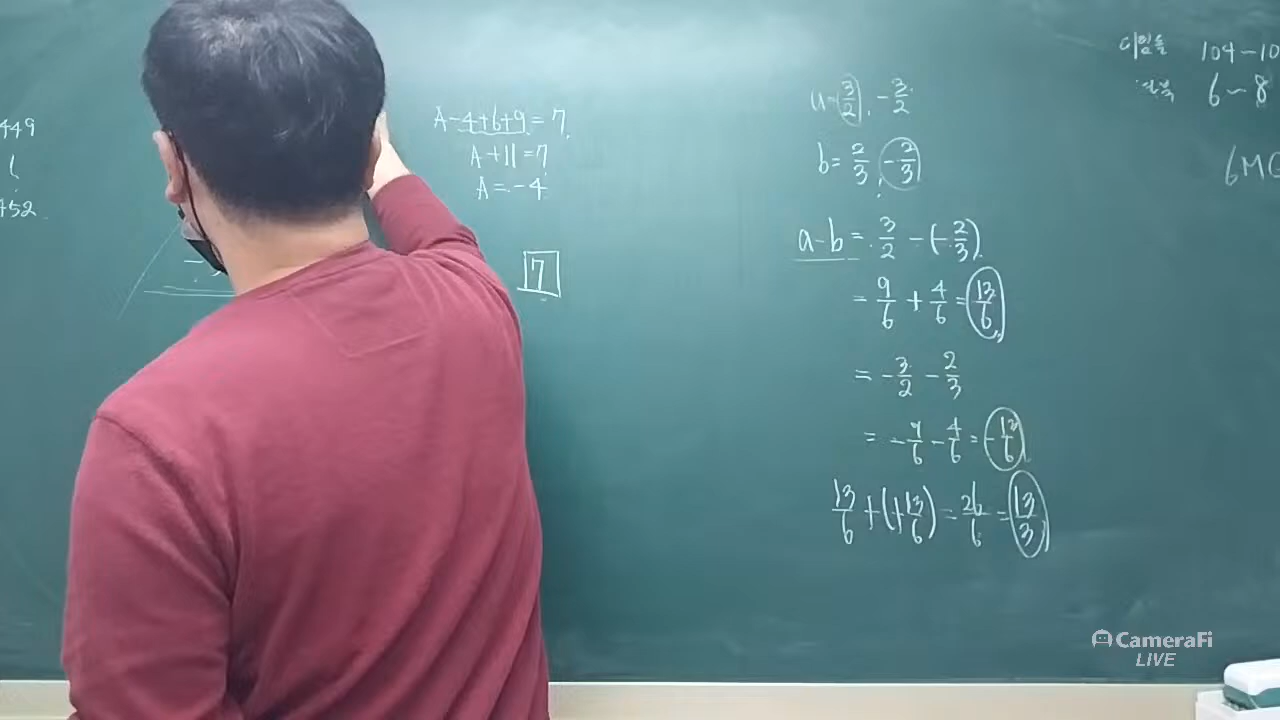 449
452
A-4+6+9=7
A+11=7
A=-4
7
a=3/2, -3/2
b=2/3, -2/3
a-b=3/2-(-2/3)
=9/6+4/6=13/6
=-3/2-2/3
=-9/6-4/6=-13/6
13/6+(+13/6)=26/6=13/3
104~10
6~8
6M
CameraFi
LIVE